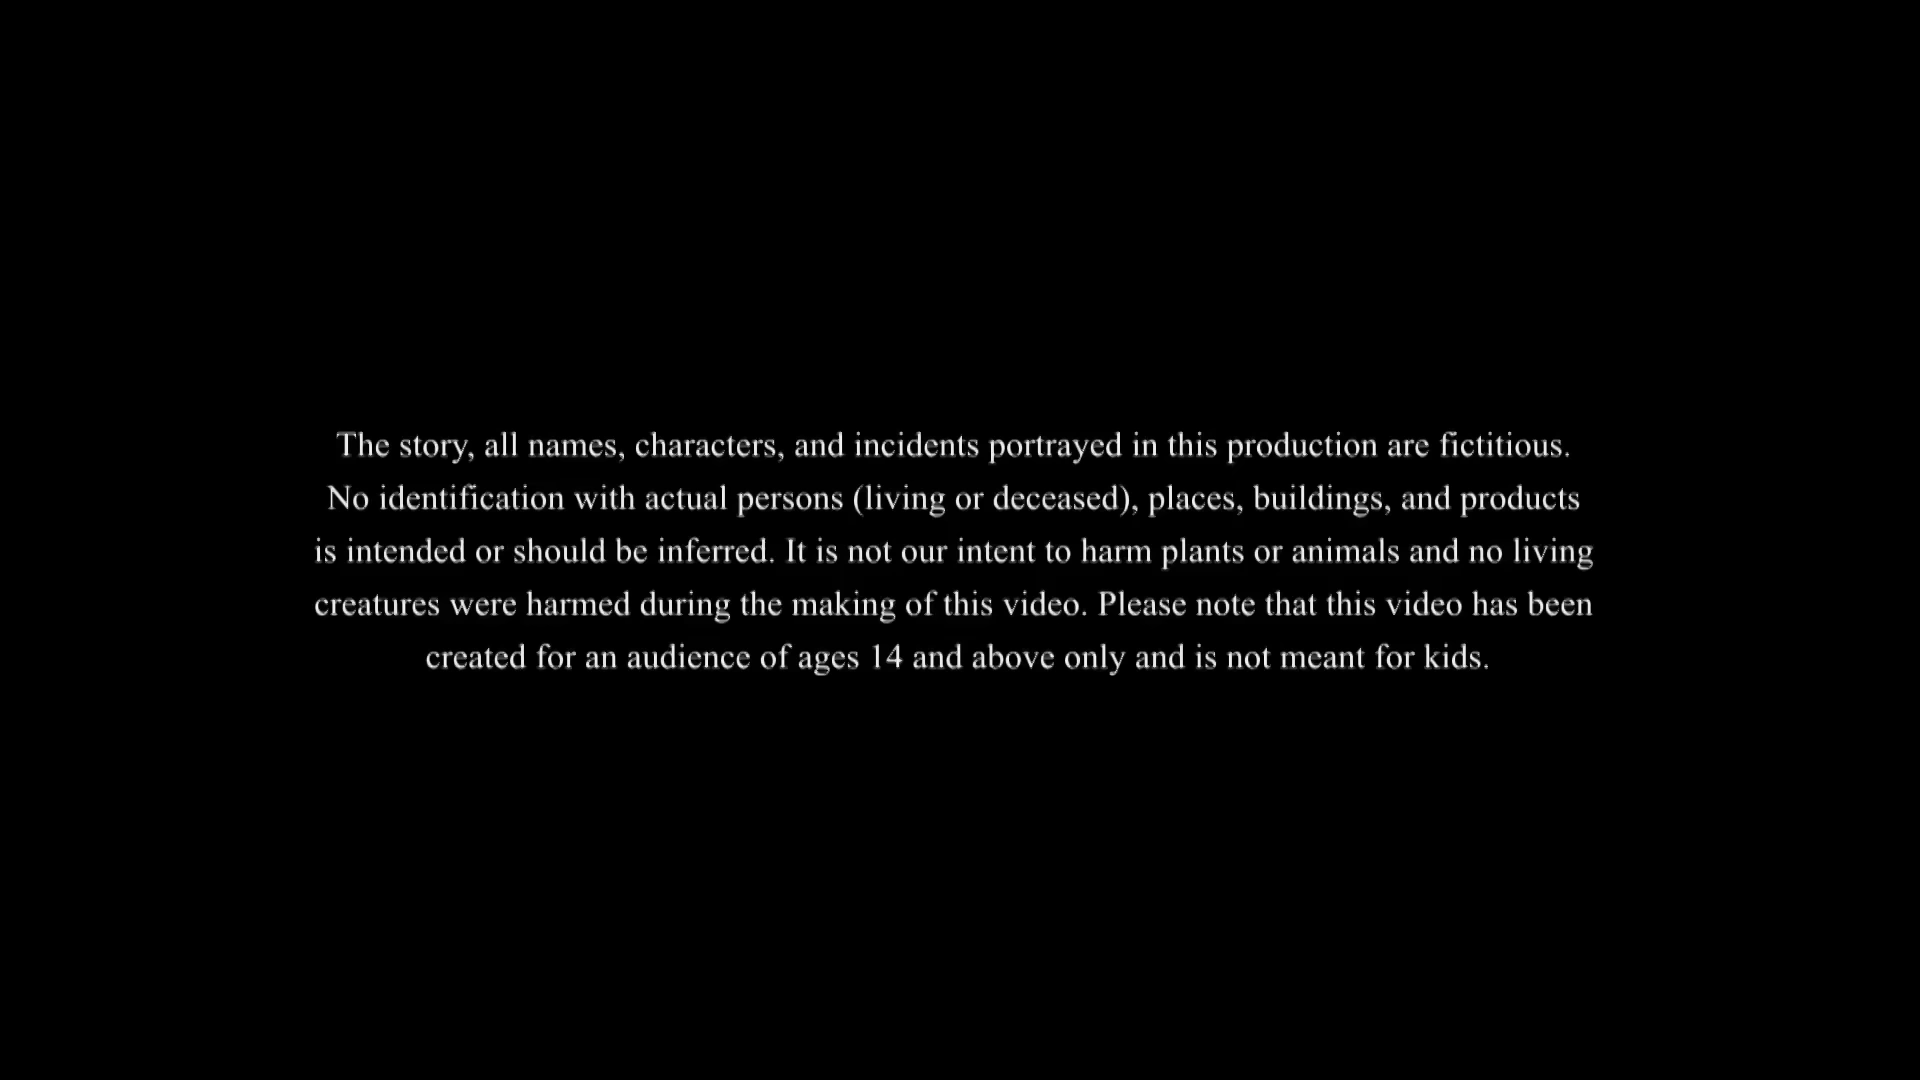 The story, all names, characters, and incidents portrayed in this production are fictitious.
No identification with actual persons (living or deceased), places, buildings, and products
is intended or should be inferred. It is not our intent to harm plants or animals and no living
creatures were harmed during the making of this video. Please note that this video has been
created for an audience of ages 14 and above only and is not meant for kids.